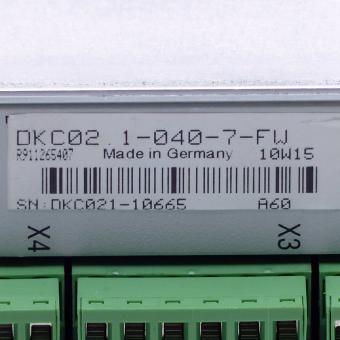 DKC02.1-040-7-FW
R911265407 Made in Germany 10W15
SN:DKC021-10665 A60
X4 X3